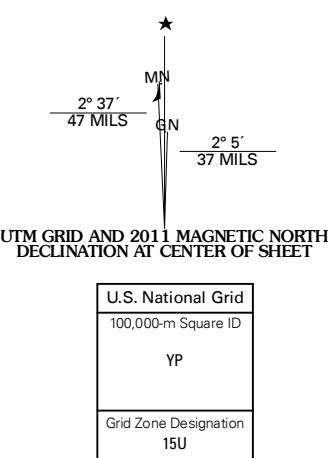 ★
MN
2° 37´
47 MILS
GN
2° 5´
37 MILS
UTM GRID AND 2011 MAGNETIC NORTH
DECLINATION AT CENTER OF SHEET
U.S. National Grid
100,000-m Square ID
YP
Grid Zone Designation
15U